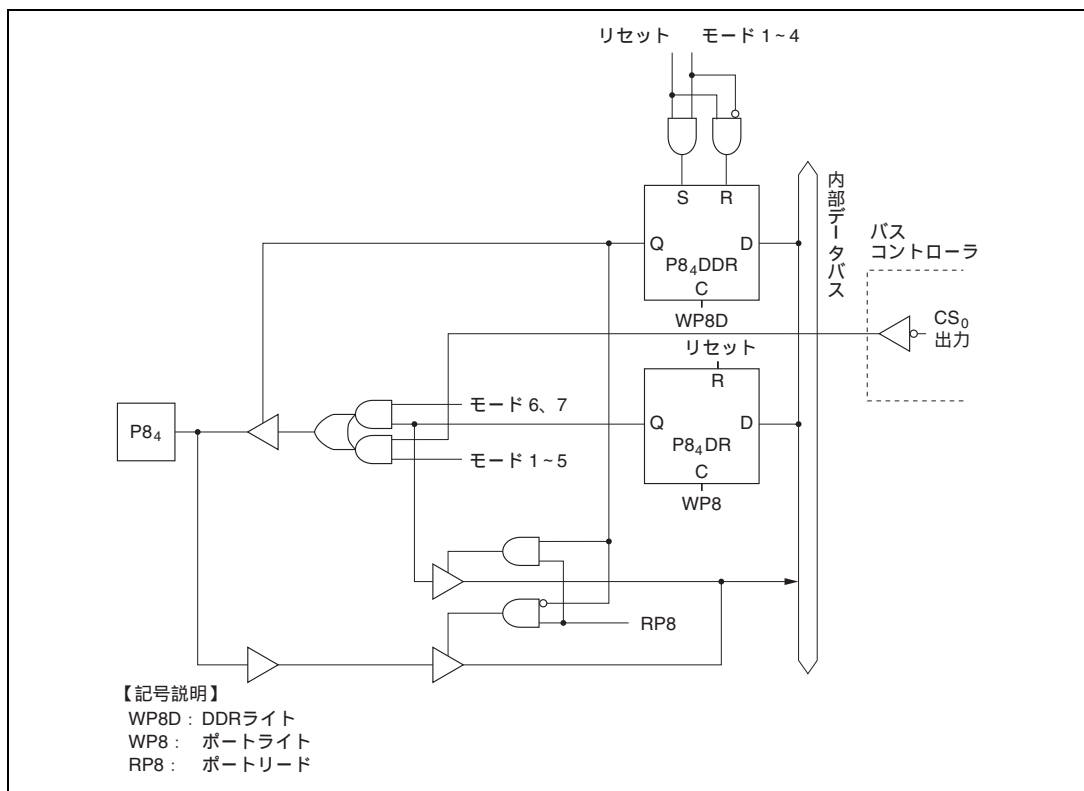 リセット モード 1~4
S R
Q D
P8₄DDR
C
WP8D
内部データバス
バス
コントローラ
CS₀
出力
リセット
R
Q D
P8₄DR
C
WP8
モード 6、7
モード 1~5
P8₄
RP8
【記号説明】
WP8D : DDRライト
WP8 : ポートライト
RP8 : ポートリード